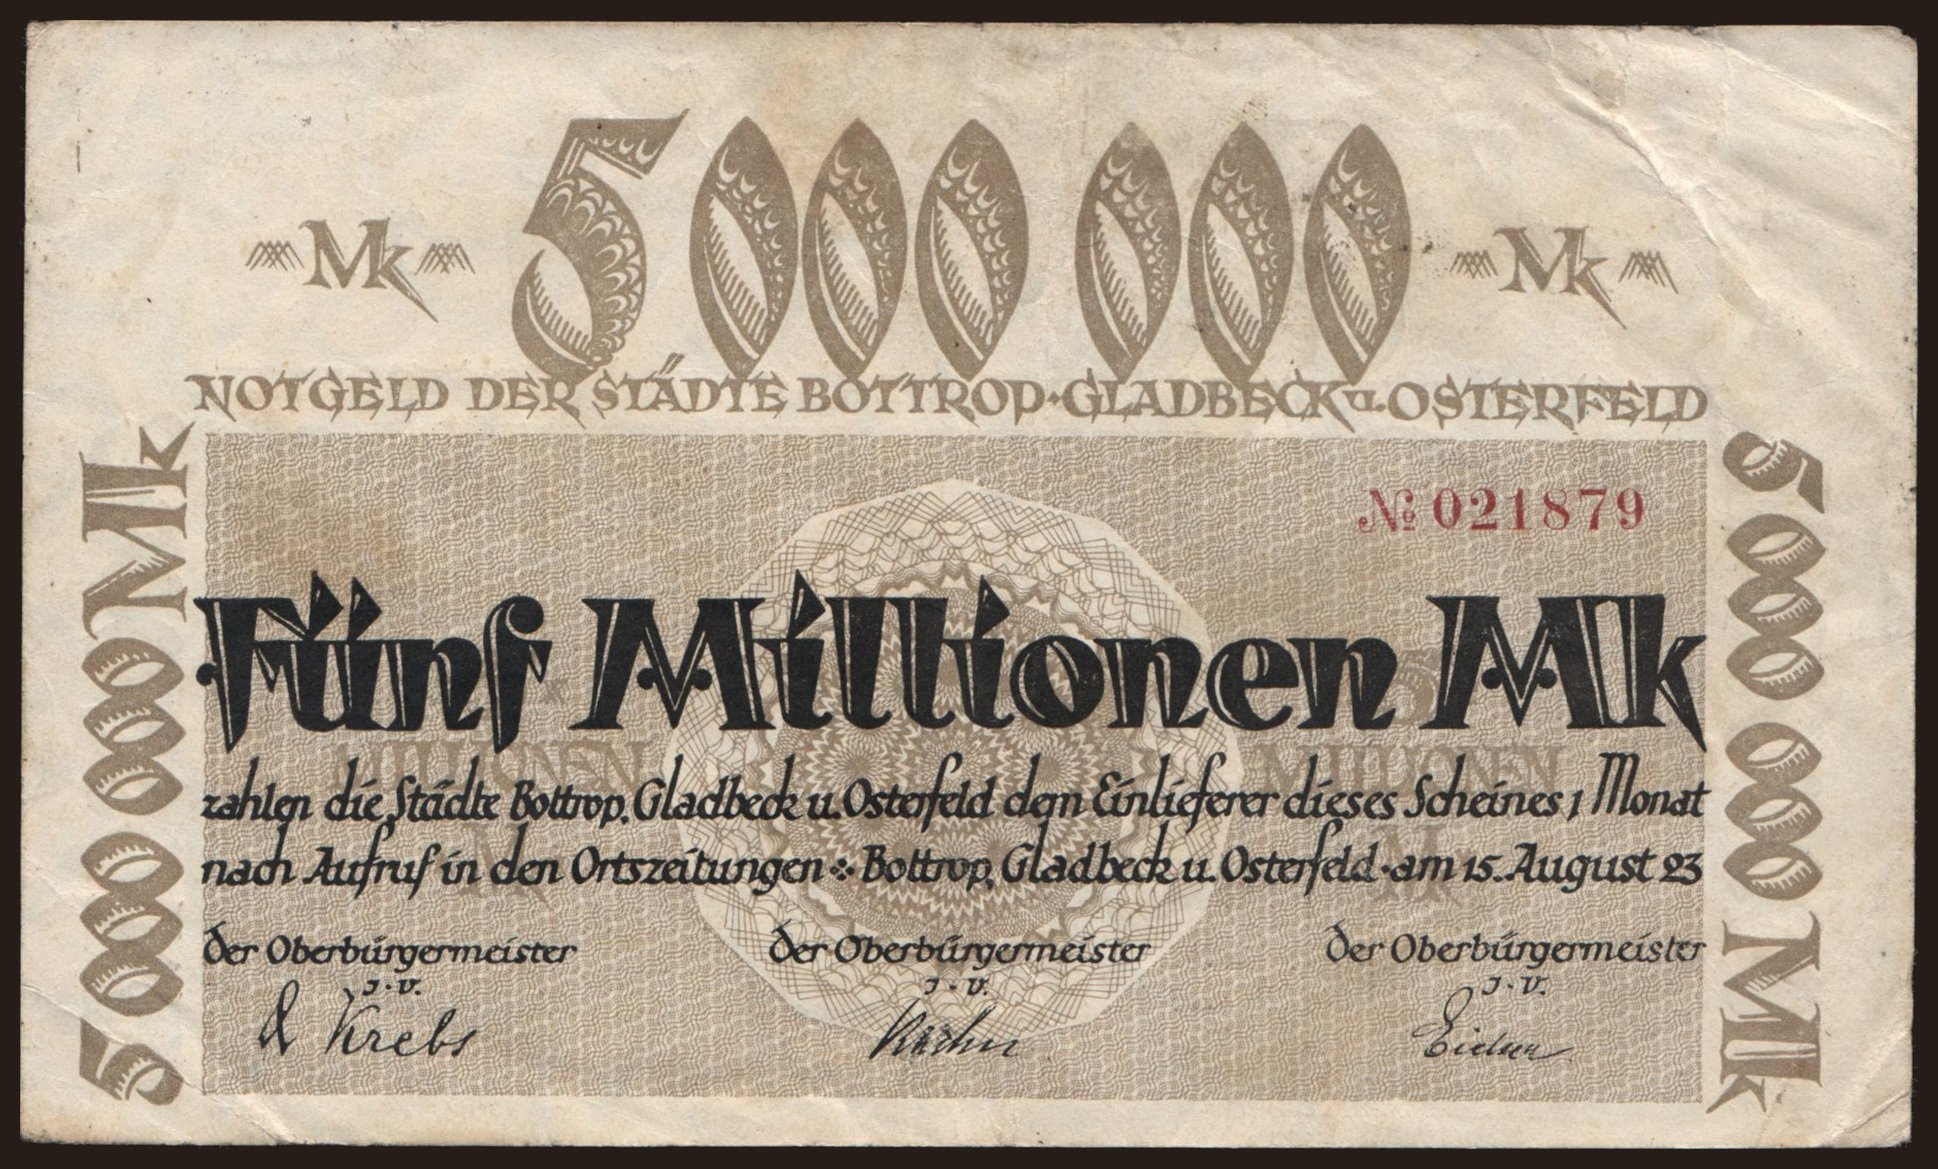 Mk 5 000 000 Mk
NOTGELD DER STÄDTE BOTTROP · GLADBECK u. OSTERFELD
5 000 000 Mk
5 000 000 Mk
№ 021879
Fünf Millionen Mk
MILLIONEN MILLIONEN
zahlen die Städte Bottrop, Gladbeck u. Osterfeld dem Einlieferer dieses Scheines 1 Monat
nach Aufruf in den Ortszeitungen Bottrop, Gladbeck u. Osterfeld · am 15. August 23
Der Oberbürgermeister Der Oberbürgermeister Der Oberbürgermeister
J. V. J. V. J. V.
Krebs